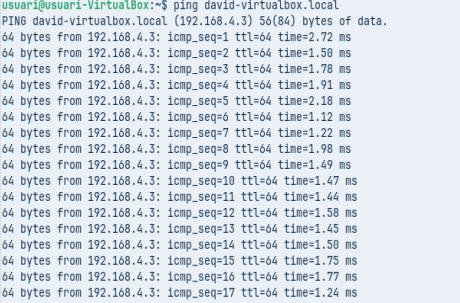 usuari@usuari-VirtualBox:~$ ping david-virtualbox.local
PING david-virtualbox.local (192.168.4.3) 56(84) bytes of data.
64 bytes from 192.168.4.3: icmp_seq=1 ttl=64 time=2.72 ms
64 bytes from 192.168.4.3: icmp_seq=2 ttl=64 time=1.50 ms
64 bytes from 192.168.4.3: icmp_seq=3 ttl=64 time=1.78 ms
64 bytes from 192.168.4.3: icmp_seq=4 ttl=64 time=1.91 ms
64 bytes from 192.168.4.3: icmp_seq=5 ttl=64 time=2.18 ms
64 bytes from 192.168.4.3: icmp_seq=6 ttl=64 time=1.12 ms
64 bytes from 192.168.4.3: icmp_seq=7 ttl=64 time=1.22 ms
64 bytes from 192.168.4.3: icmp_seq=8 ttl=64 time=1.98 ms
64 bytes from 192.168.4.3: icmp_seq=9 ttl=64 time=1.49 ms
64 bytes from 192.168.4.3: icmp_seq=10 ttl=64 time=1.47 ms
64 bytes from 192.168.4.3: icmp_seq=11 ttl=64 time=1.44 ms
64 bytes from 192.168.4.3: icmp_seq=12 ttl=64 time=1.58 ms
64 bytes from 192.168.4.3: icmp_seq=13 ttl=64 time=1.45 ms
64 bytes from 192.168.4.3: icmp_seq=14 ttl=64 time=1.50 ms
64 bytes from 192.168.4.3: icmp_seq=15 ttl=64 time=1.75 ms
64 bytes from 192.168.4.3: icmp_seq=16 ttl=64 time=1.77 ms
64 bytes from 192.168.4.3: icmp_seq=17 ttl=64 time=1.24 ms